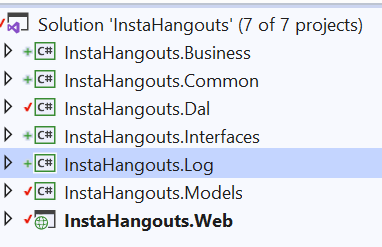 Solution 'InstaHangouts' (7 of 7 projects)
C# InstaHangouts.Business
C# InstaHangouts.Common
C# InstaHangouts.Dal
C# InstaHangouts.Interfaces
C# InstaHangouts.Log
C# InstaHangouts.Models
InstaHangouts.Web